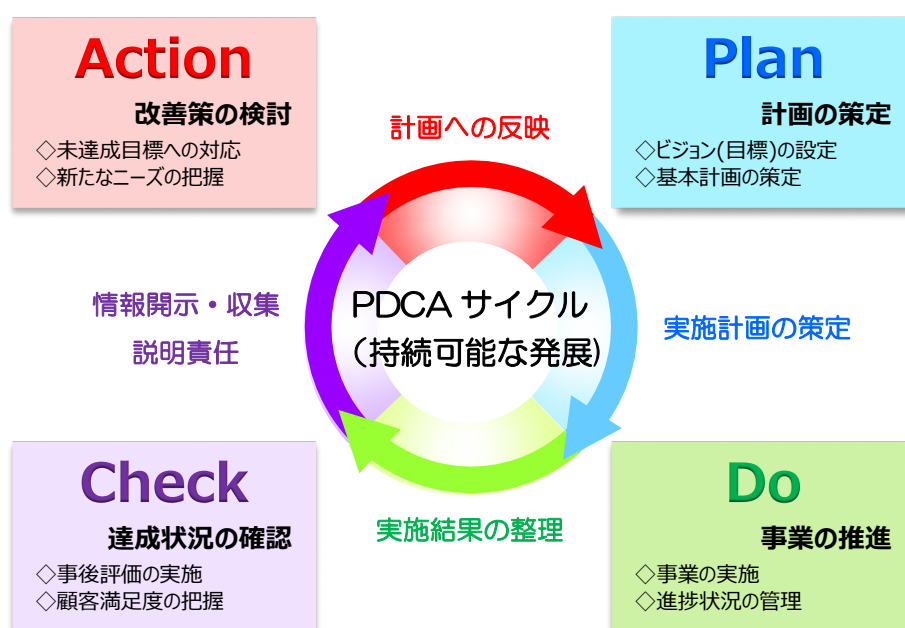 Action
改善策の検討
◇未達成目標への対応
◇新たなニーズの把握
計画への反映
Plan
計画の策定
◇ビジョン(目標)の設定
◇基本計画の策定
情報開示・収集
説明責任
PDCA サイクル
（持続可能な発展)
実施計画の策定
Check
達成状況の確認
◇事後評価の実施
◇顧客満足度の把握
実施結果の整理
Do
事業の推進
◇事業の実施
◇進捗状況の管理